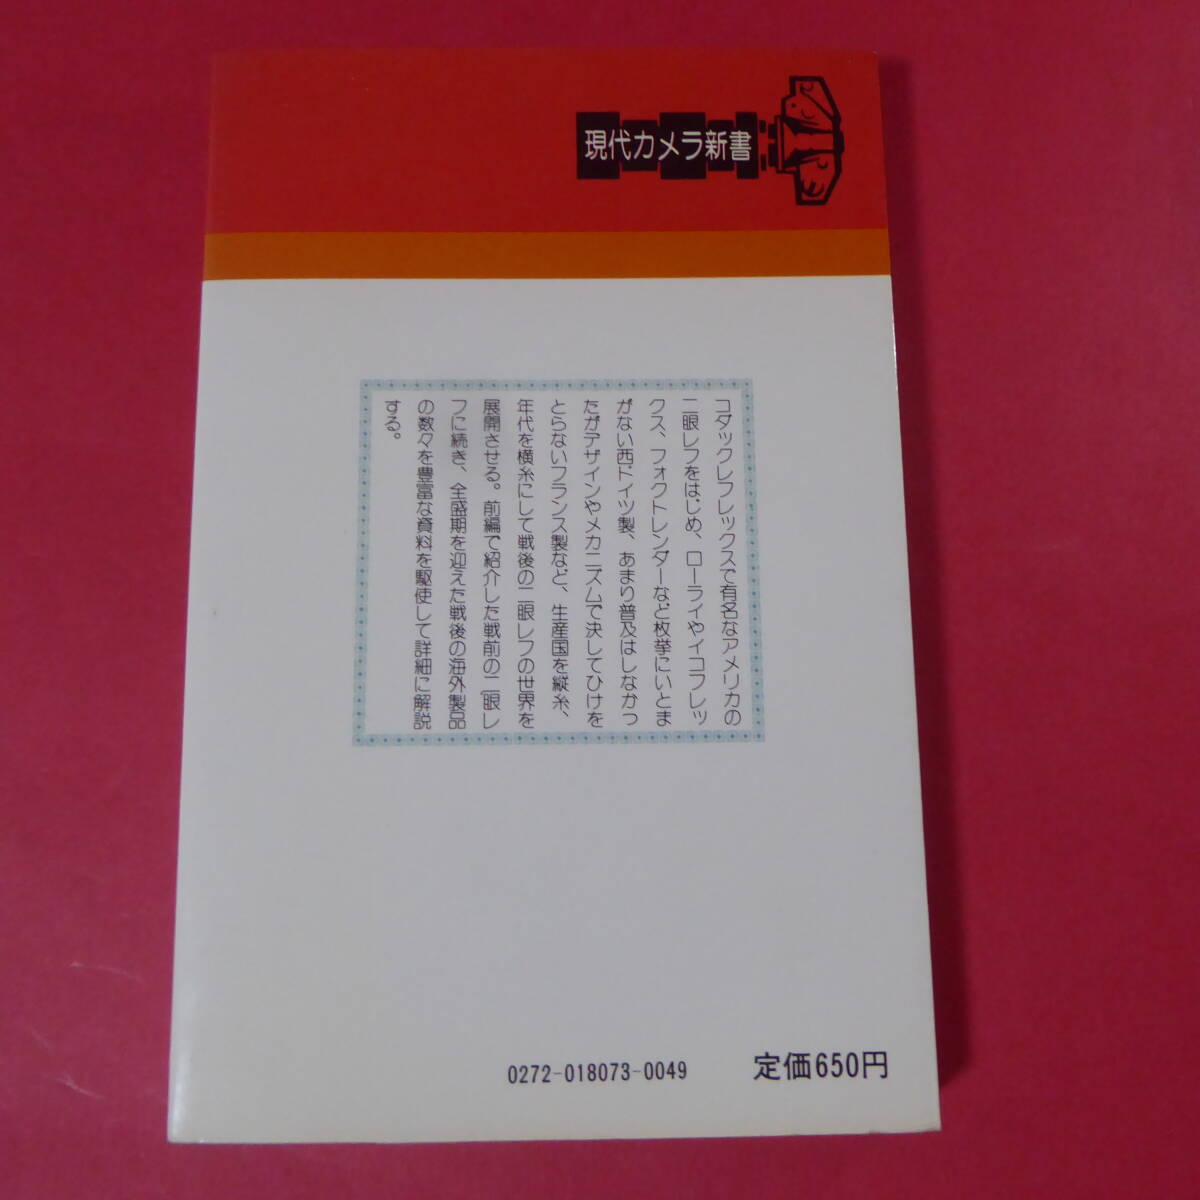 現代カメラ新書
コダックレフレックスで有名なアメリカの
二眼レフをはじめ、ローライやイコフレッ
クス、フォクトレンダーなど枚挙にいとま
がない西ドイツ製、あまり普及はしなかっ
たがデザインやメカニズムで決してひけを
とらないフランス製など、生産国を縦糸、
年代を横糸にして戦後の二眼レフの世界を
展開させる。前編で紹介した戦前の二眼レ
フに続き、全盛期を迎えた戦後の海外製品
の数々を豊富な資料を駆使して詳細に解説
する。
0272-018073-0049
定価650円